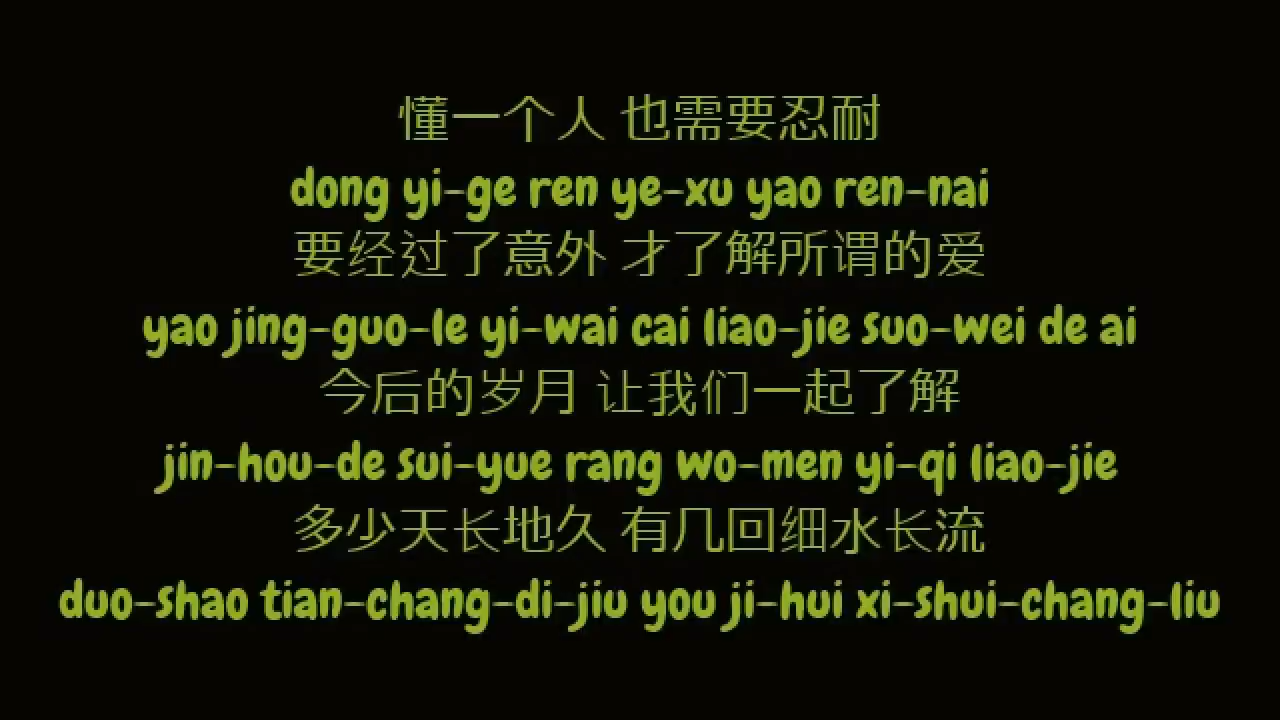 懂一个人 也需要忍耐
dong yi-ge ren ye-xu yao ren-nai
要经过了意外 才了解所谓的爱
yao jing-guo-le yi-wai cai liao-jie suo-wei de ai
今后的岁月 让我们一起了解
jin-hou-de sui-yue rang wo-men yi-qi liao-jie
多少天长地久 有几回细水长流
duo-shao tian-chang-di-jiu you ji-hui xi-shui-chang-liu